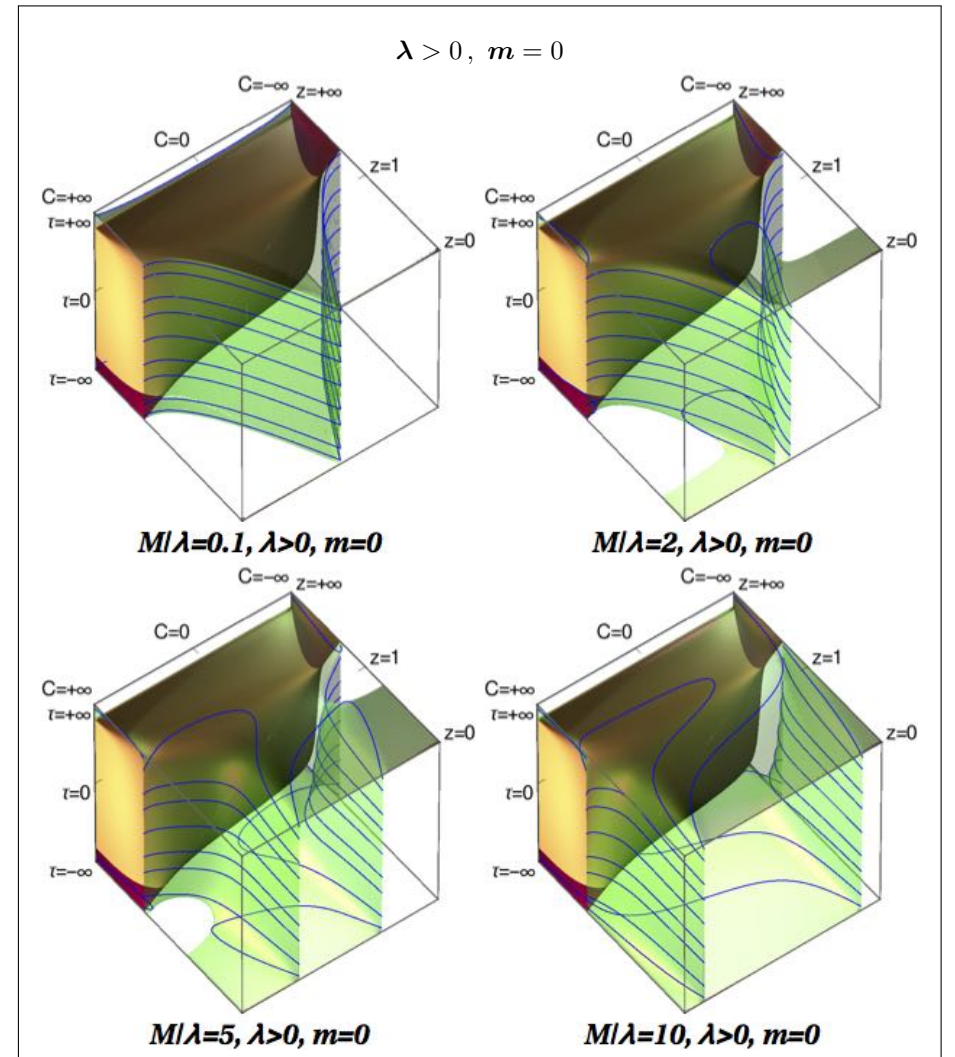 λ > 0 , m = 0
C=−∞ z=+∞
C=0
z=1
C=+∞
τ=+∞
z=0
τ=0
τ=−∞
M/λ=0.1, λ>0, m=0
C=−∞ z=+∞
C=0
z=1
C=+∞
τ=+∞
z=0
τ=0
τ=−∞
M/λ=2, λ>0, m=0
C=−∞ z=+∞
C=0
z=1
C=+∞
τ=+∞
z=0
τ=0
τ=−∞
M/λ=5, λ>0, m=0
C=−∞ z=+∞
C=0
z=1
C=+∞
τ=+∞
z=0
τ=0
τ=−∞
M/λ=10, λ>0, m=0